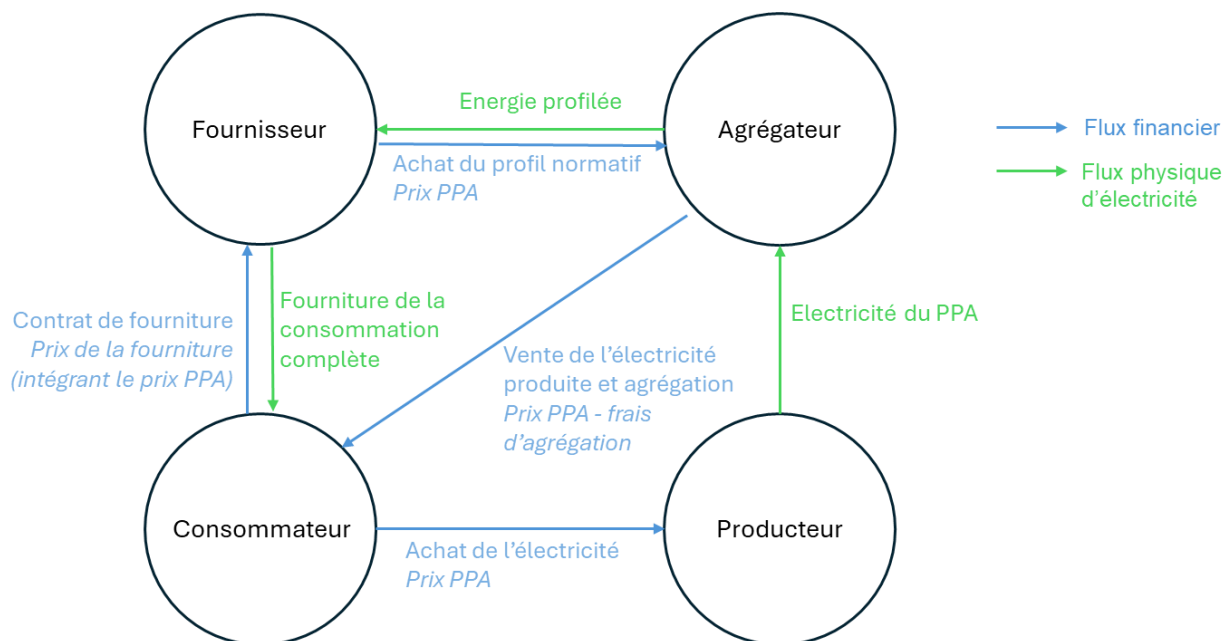 Fournisseur
Energie profilée
Agrégateur
Achat du profil normatif
Prix PPA
Flux financier
Flux physique
d’électricité
Contrat de fourniture
Prix de la fourniture
(intégrant le prix PPA)
Fourniture de la
consommation
complète
Vente de l’électricité
produite et agrégation
Prix PPA - frais
d’agrégation
Electricité du PPA
Consommateur
Achat de l’électricité
Prix PPA
Producteur